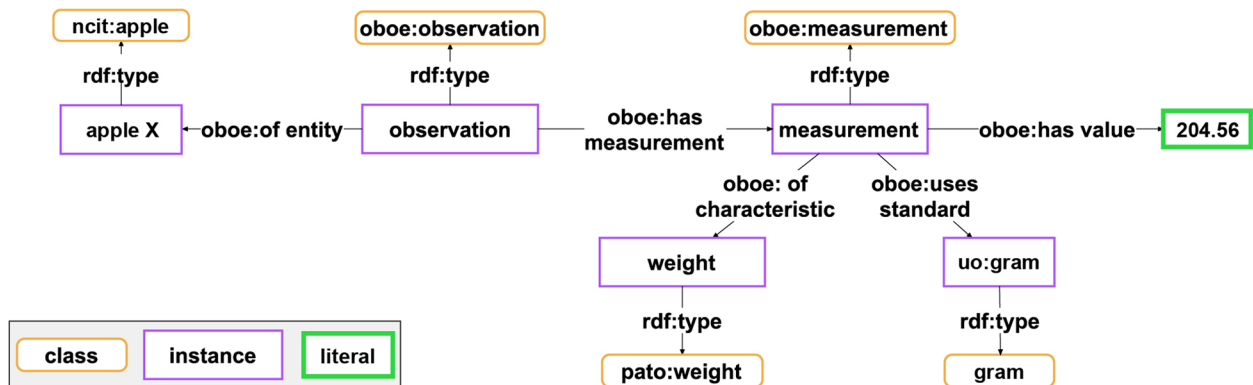 ncit:apple
oboe:observation
oboe:measurement
rdf:type
rdf:type
rdf:type
apple X
oboe:of entity
observation
oboe:has
measurement
measurement
oboe:has value
204.56
oboe: of
characteristic
oboe:uses
standard
weight
uo:gram
rdf:type
rdf:type
class
instance
literal
pato:weight
gram